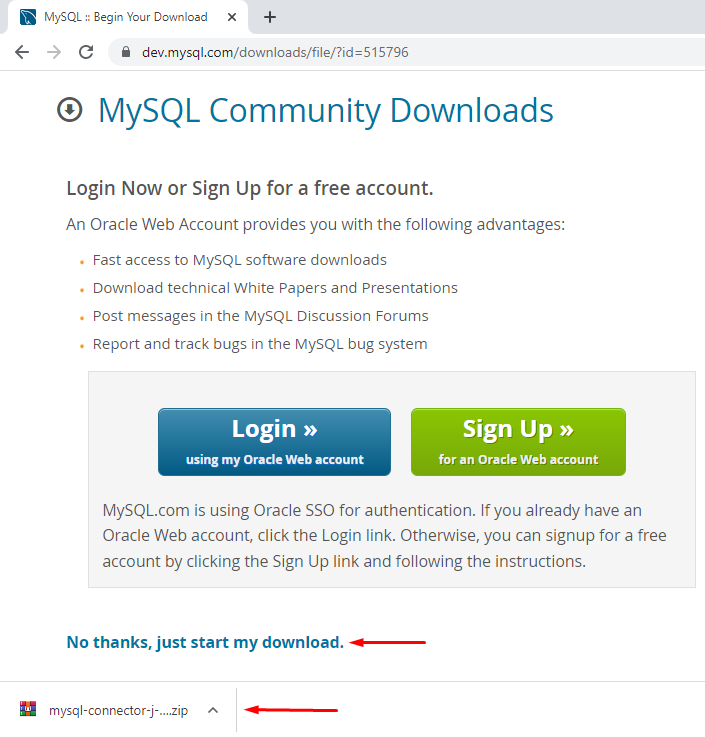 MySQL :: Begin Your Download
dev.mysql.com/downloads/file/?id=515796
MySQL Community Downloads
Login Now or Sign Up for a free account.
An Oracle Web Account provides you with the following advantages:
Fast access to MySQL software downloads
Download technical White Papers and Presentations
Post messages in the MySQL Discussion Forums
Report and track bugs in the MySQL bug system
Login »
using my Oracle Web account
Sign Up »
for an Oracle Web account
MySQL.com is using Oracle SSO for authentication. If you already have an
Oracle Web account, click the Login link. Otherwise, you can signup for a free
account by clicking the Sign Up link and following the instructions.
No thanks, just start my download.
mysql-connector-j-....zip